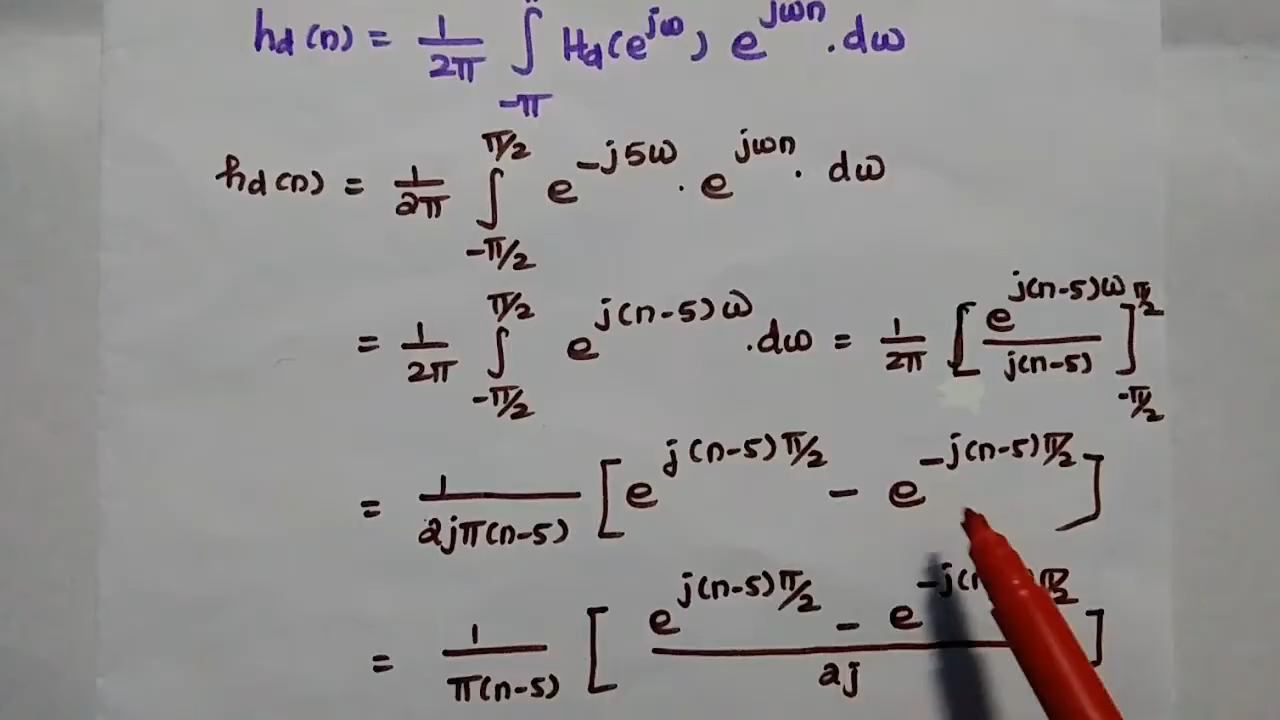 hd(n) = 1/2π ∫_{-π}^{π} Hd(e^{jω}) e^{jωn} . dω
hd(n) = 1/2π ∫_{-π/2}^{π/2} e^{-j5ω} . e^{jωn} . dω
= 1/2π ∫_{-π/2}^{π/2} e^{j(n-5)ω} . dω = 1/2π [ e^{j(n-5)ω} / j(n-5) ]_{-π/2}^{π/2}
= 1/2jπ(n-5) [ e^{j(n-5)π/2} - e^{-j(n-5)π/2} ]
= 1/π(n-5) [ (e^{j(n-5)π/2} - e^{-j(n π/2}) / 2j ]